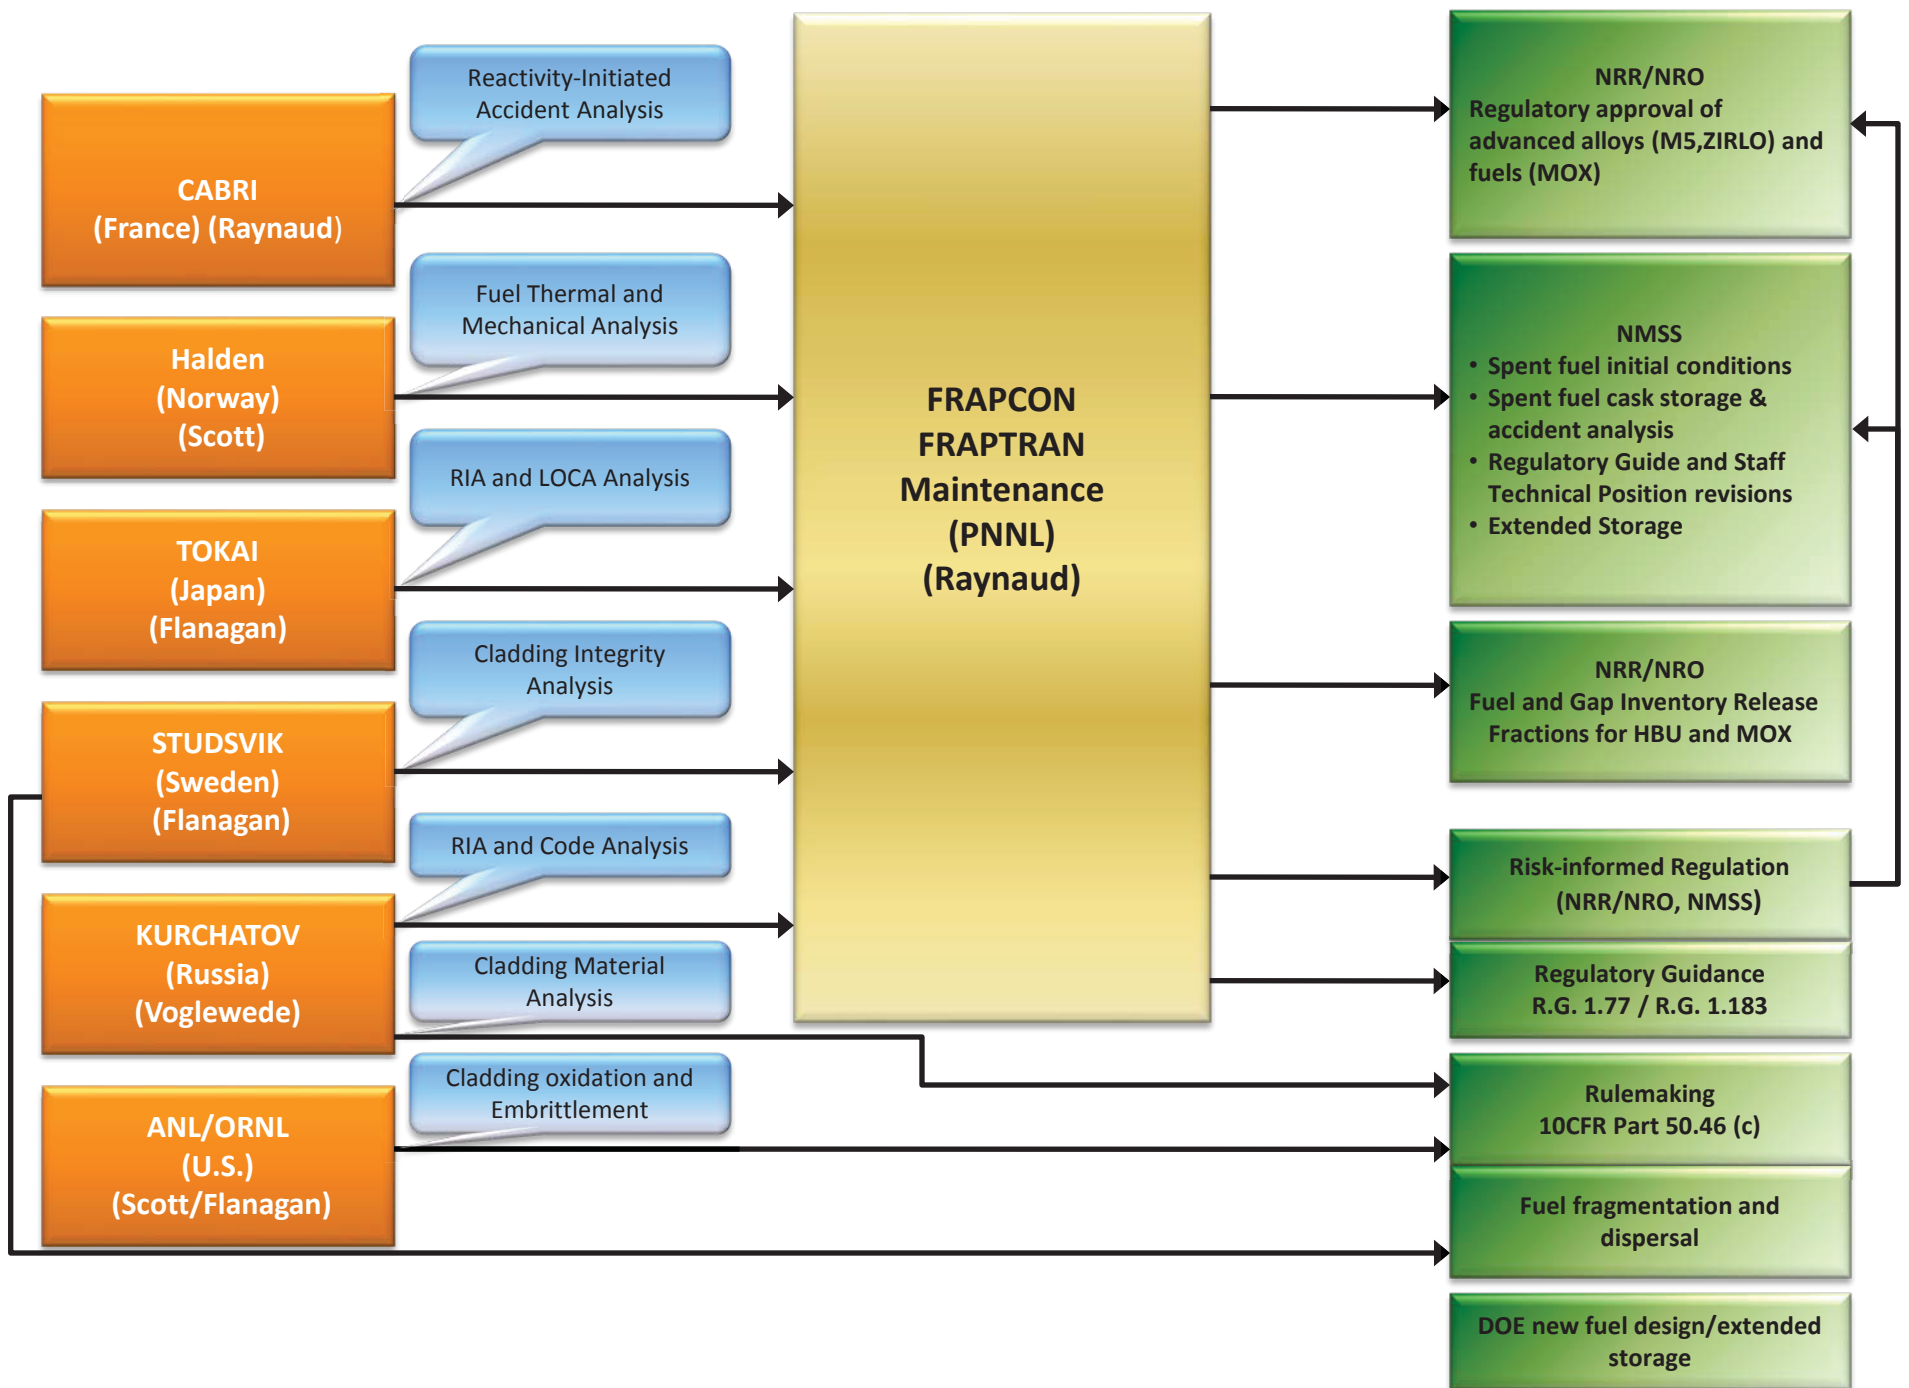 CABRI
(France) (Raynaud)
Halden
(Norway)
(Scott)
TOKAI
(Japan)
(Flanagan)
STUDSVIK
(Sweden)
(Flanagan)
KURCHATOV
(Russia)
(Voglewede)
ANL/ORNL
(U.S.)
(Scott/Flanagan)
Reactivity-Initiated
Accident Analysis
Fuel Thermal and
Mechanical Analysis
RIA and LOCA Analysis
Cladding Integrity
Analysis
RIA and Code Analysis
Cladding Material
Analysis
Cladding oxidation and
Embrittlement
FRAPCON
FRAPTRAN
Maintenance
(PNNL)
(Raynaud)
NRR/NRO
Regulatory approval of
advanced alloys (M5,ZIRLO) and
fuels (MOX)
NMSS
• Spent fuel initial conditions
• Spent fuel cask storage &
accident analysis
• Regulatory Guide and Staff
Technical Position revisions
• Extended Storage
NRR/NRO
Fuel and Gap Inventory Release
Fractions for HBU and MOX
Risk-informed Regulation
(NRR/NRO, NMSS)
Regulatory Guidance
R.G. 1.77 / R.G. 1.183
Rulemaking
10CFR Part 50.46 (c)
Fuel fragmentation and
dispersal
DOE new fuel design/extended
storage